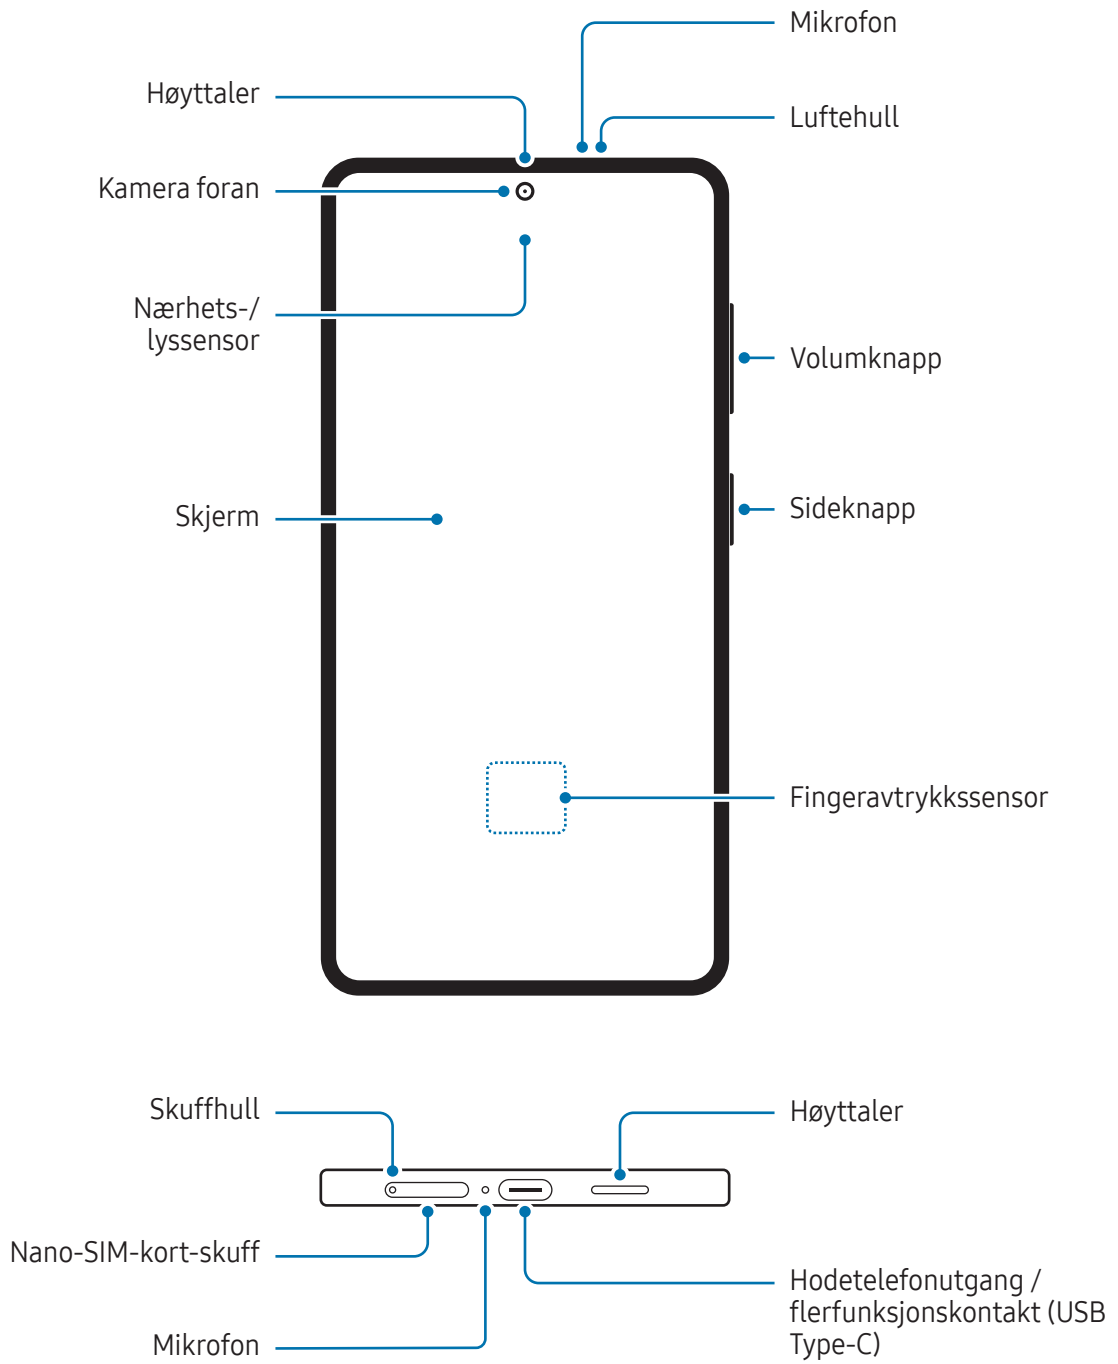 Mikrofon
Høyttaler
Luftehull
Kamera foran
Nærhets-/
lyssensor
Volumknapp
Skjerm
Sideknapp
Fingeravtrykkssensor
Skuffhull
Høyttaler
Nano-SIM-kort-skuff
Hodetelefonutgang /
flerfunksjonskontakt (USB
Type-C)
Mikrofon